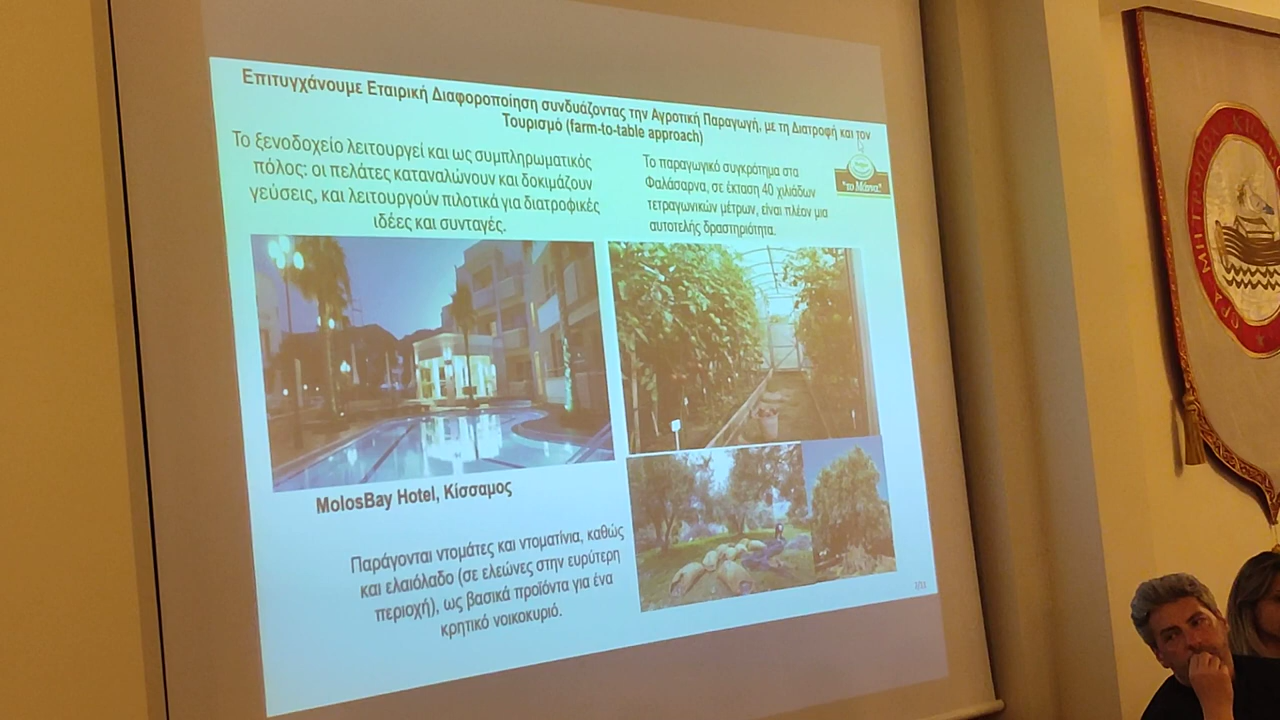 Επιτυγχάνουμε Εταιρική Διαφοροποίηση συνδυάζοντας την Αγροτική Παραγωγή, με τη Διατροφή και τον
Τουρισμό (farm-to-table approach)
Το ξενοδοχείο λειτουργεί και ως συμπληρωματικός
πόλος: οι πελάτες καταναλώνουν και δοκιμάζουν
γεύσεις, και λειτουργούν πιλοτικά για διατροφικές
ιδέες και συνταγές.
Το παραγωγικό συγκρότημα στα
Φαλάσαρνα, σε έκταση 40 χιλιάδων
τετραγωνικών μέτρων, είναι πλέον μια
αυτοτελής δραστηριότητα.
"το Μάννα"
MolosBay Hotel, Κίσσαμος
Παράγονται ντομάτες και ντοματίνια, καθώς
και ελαιόλαδο (σε ελεώνες στην ευρύτερη
περιοχή), ως βασικά προϊόντα για ένα
κρητικό νοικοκυριό.